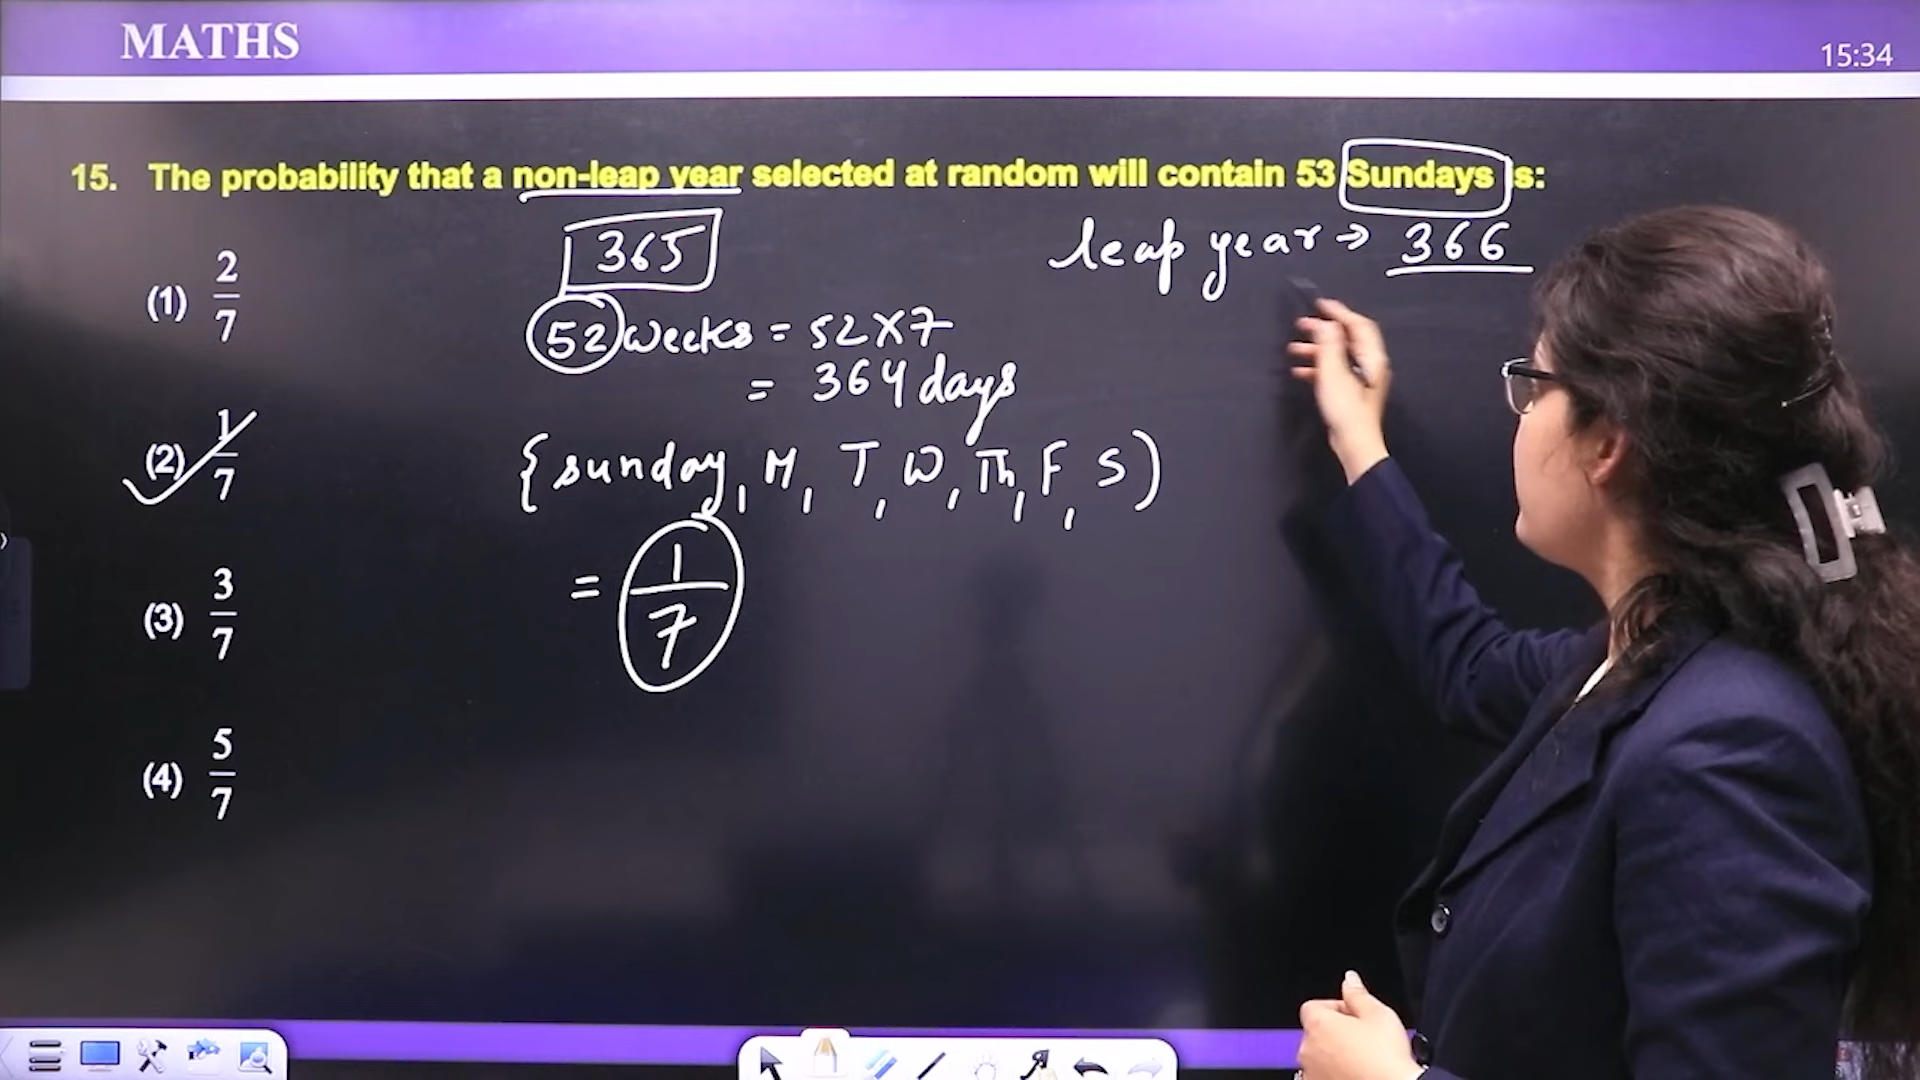 MATHS
15:34
15. The probability that a non-leap year selected at random will contain 53 Sundays is:
365
leap year → 366
52 weeks = 52 X 7
= 364 days
{sunday, M, T, W, Th, F, S)
= 1/7
(1) 2/7
(2) 1/7
(3) 3/7
(4) 5/7